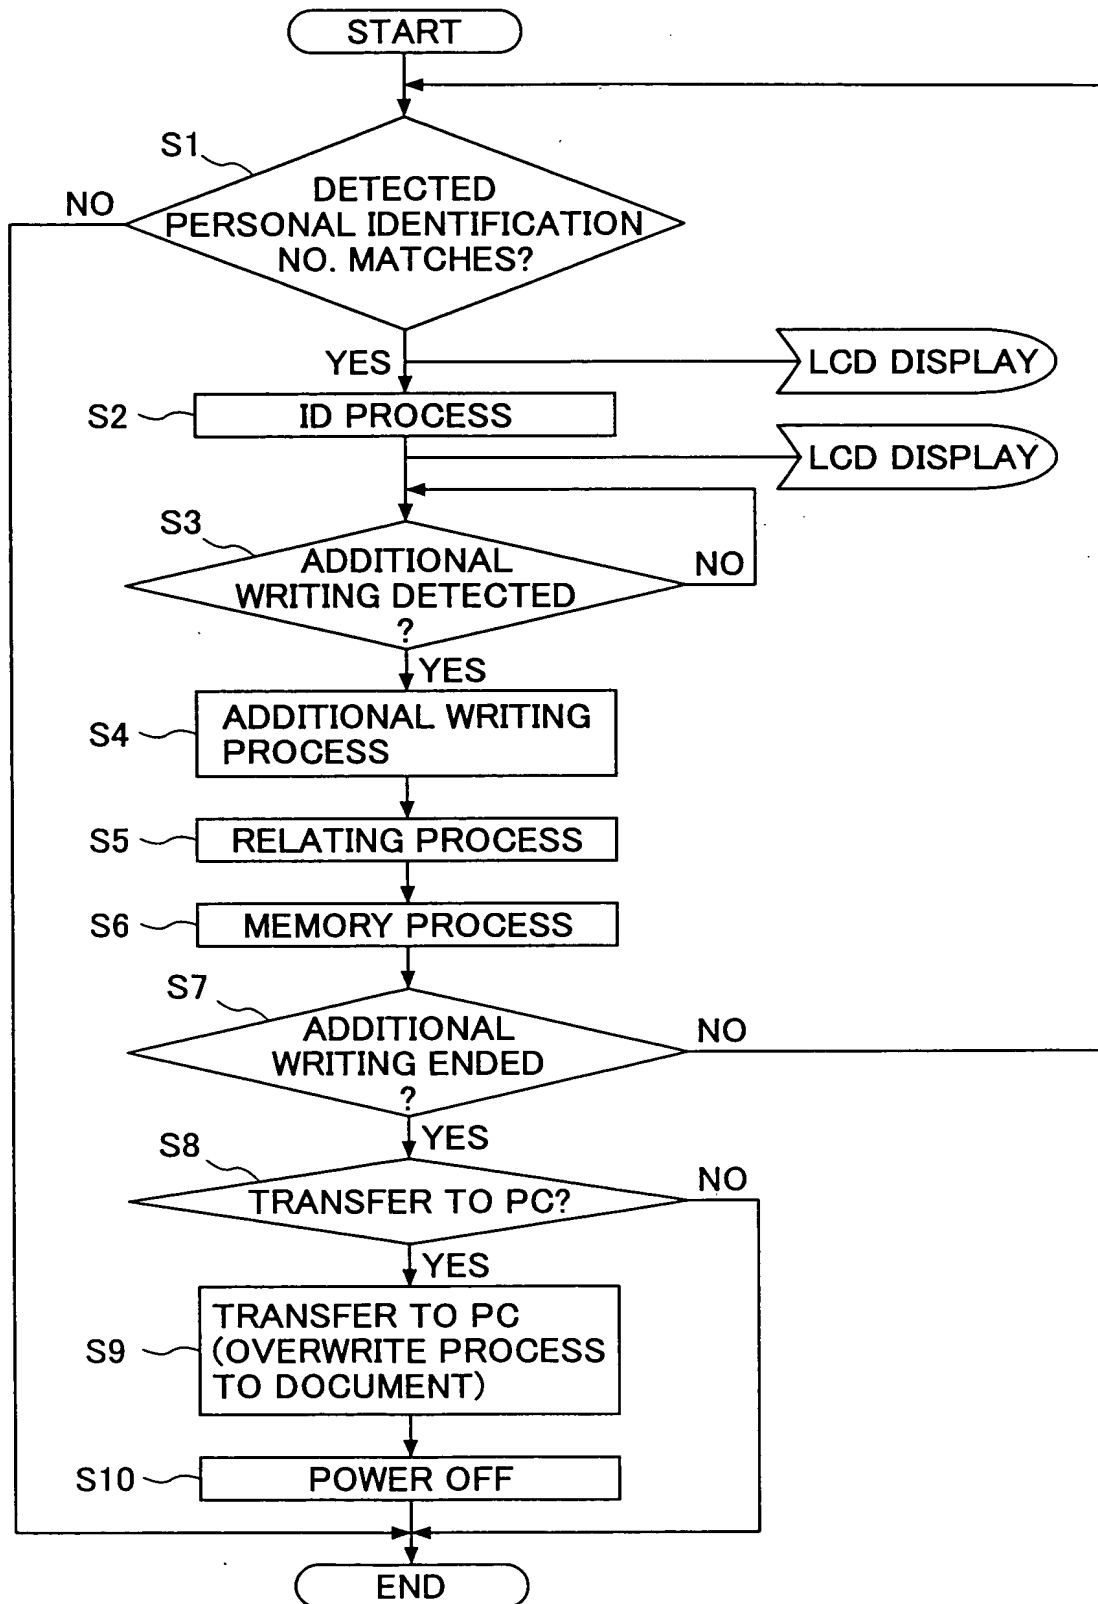 START
S1
DETECTED
PERSONAL IDENTIFICATION
NO. MATCHES?
NO
YES
LCD DISPLAY
S2
ID PROCESS
LCD DISPLAY
S3
ADDITIONAL
WRITING DETECTED
?
NO
YES
S4
ADDITIONAL WRITING
PROCESS
S5
RELATING PROCESS
S6
MEMORY PROCESS
S7
ADDITIONAL
WRITING ENDED
?
NO
YES
S8
TRANSFER TO PC?
NO
YES
S9
TRANSFER TO PC
(OVERWRITE PROCESS
TO DOCUMENT)
S10
POWER OFF
END